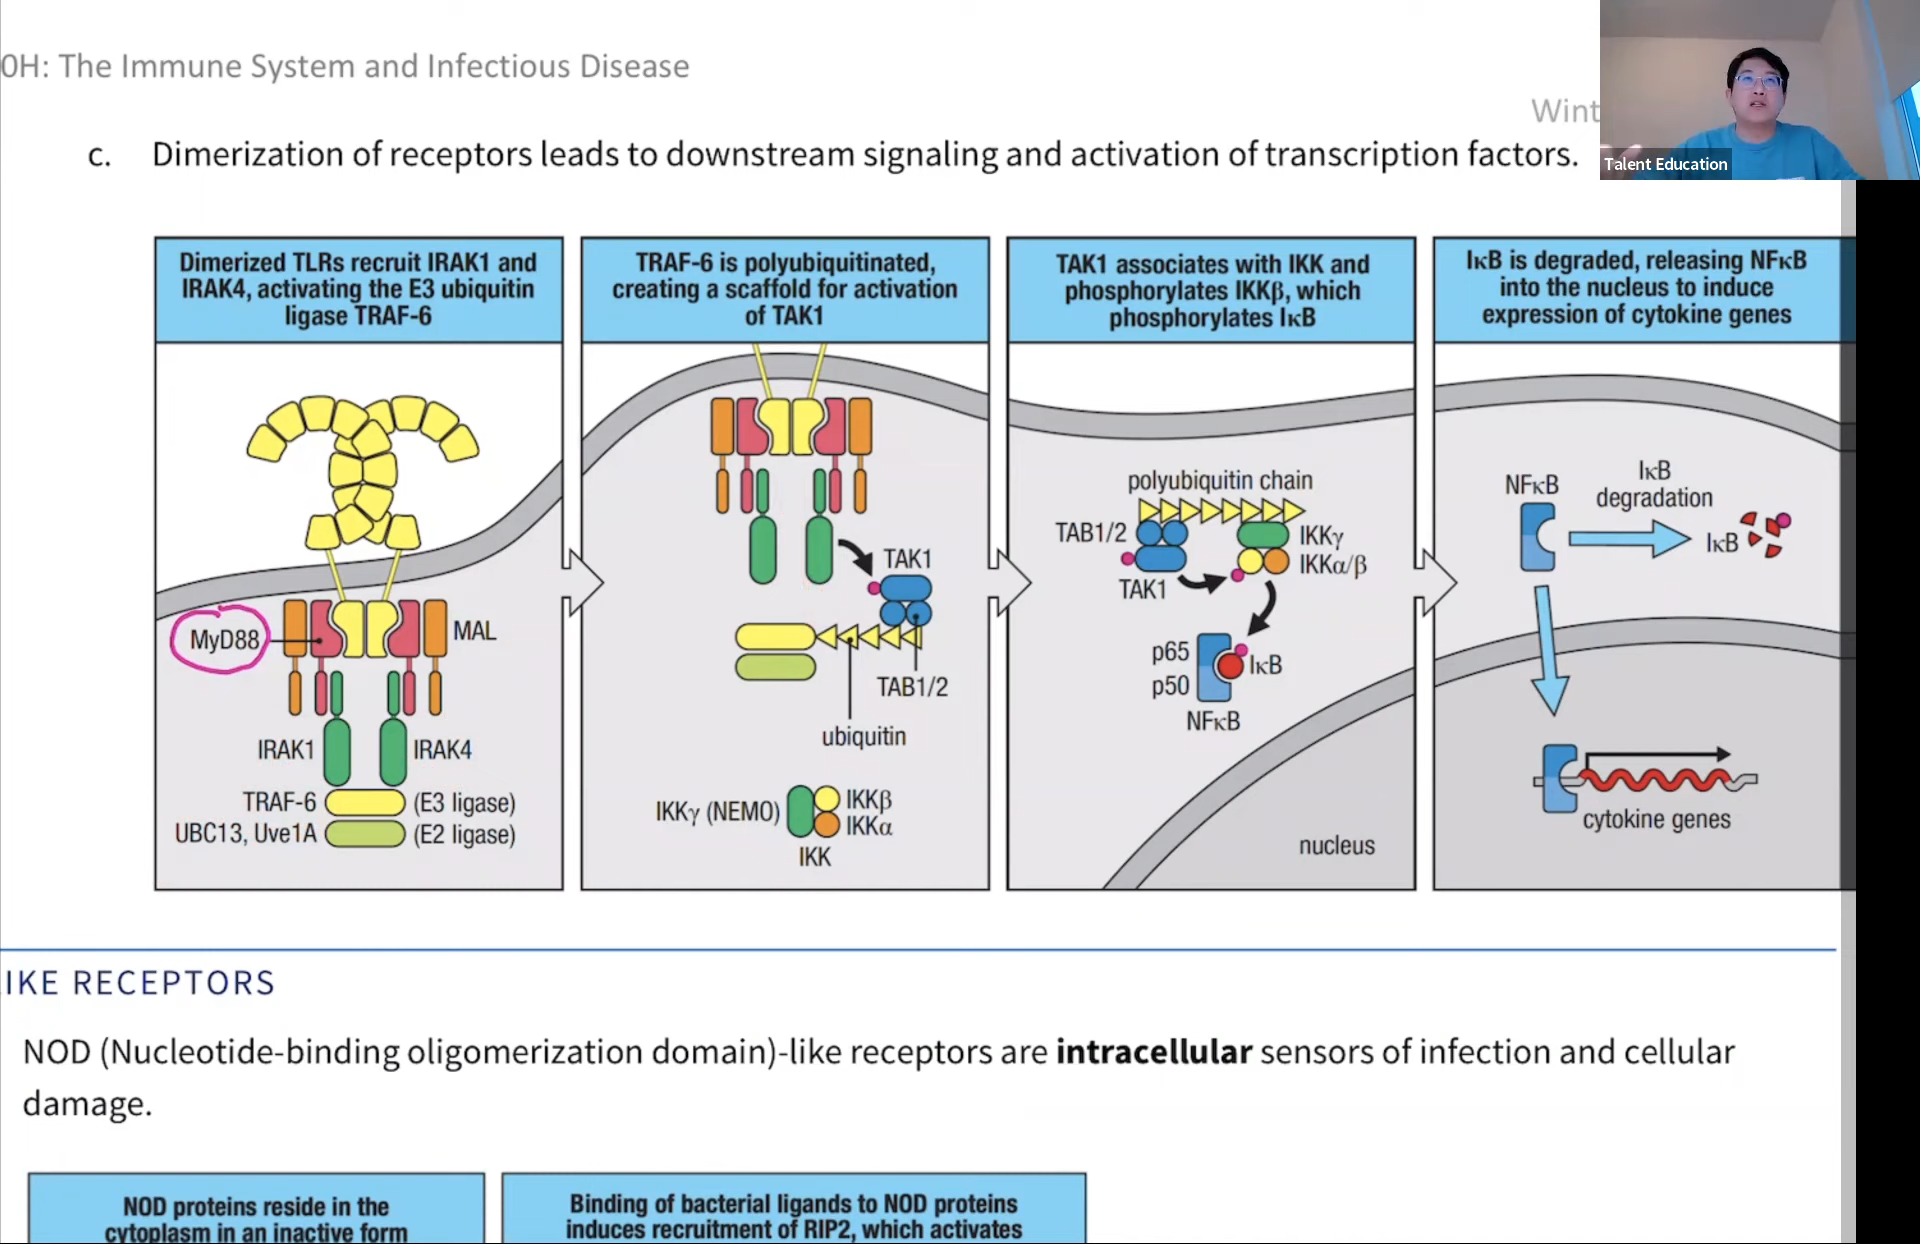 0H: The Immune System and Infectious Disease
Wint
Talent Education
c. Dimerization of receptors leads to downstream signaling and activation of transcription factors.
Dimerized TLRs recruit IRAK1 and
IRAK4, activating the E3 ubiquitin
ligase TRAF-6
MyD88
MAL
IRAK1
IRAK4
TRAF-6
(E3 ligase)
UBC13, Uve1A
(E2 ligase)
TRAF-6 is polyubiquitinated,
creating a scaffold for activation
of TAK1
TAK1
TAB1/2
ubiquitin
IKKγ (NEMO)
IKKβ
IKKα
IKK
TAK1 associates with IKK and
phosphorylates IKKβ, which
phosphorylates IκB
polyubiquitin chain
TAB1/2
IKKγ
IKKα/β
TAK1
p65
p50
IκB
NFκB
nucleus
IκB is degraded, releasing NFκB
into the nucleus to induce
expression of cytokine genes
NFκB
IκB
degradation
IκB
cytokine genes
IKE RECEPTORS
NOD (Nucleotide-binding oligomerization domain)-like receptors are intracellular sensors of infection and cellular
damage.
NOD proteins reside in the
cytoplasm in an inactive form
Binding of bacterial ligands to NOD proteins
induces recruitment of RIP2, which activates